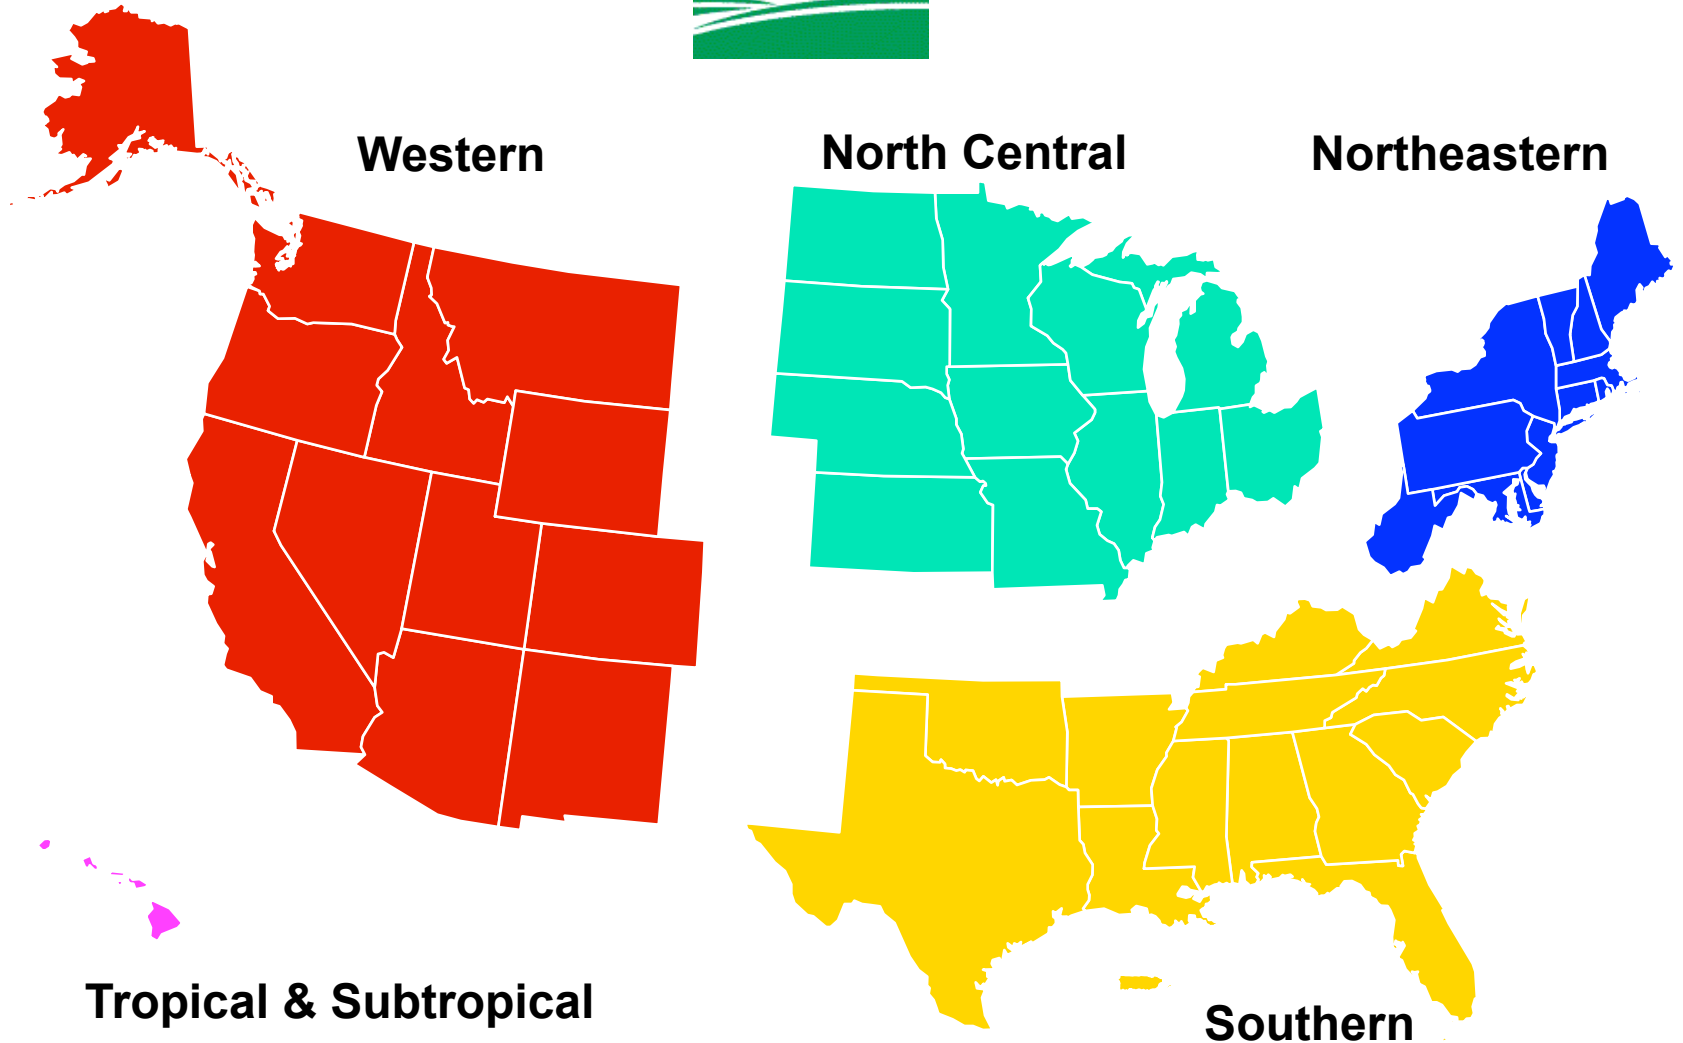 Western
North Central
Northeastern
Tropical & Subtropical
Southern